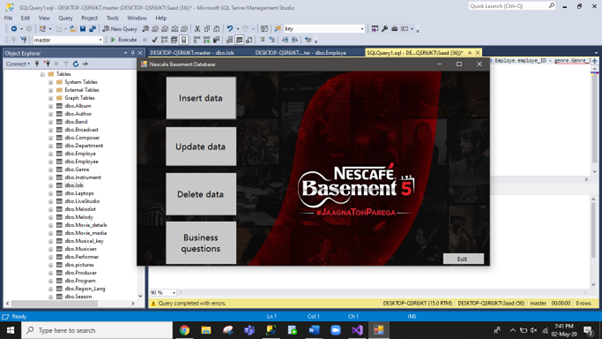 SQLQuery1.sql - DESKTOP-QSR6IKT.master (DESKTOP-QSR6IKT\Saad (56))* - Microsoft SQL Server Management Studio
Quick Launch (Ctrl+Q)
File Edit View Query Project Tools Window Help
New Query
key
master
Execute
Object Explorer
DESKTOP-QSR6IKT.master - dbo.Job
DESKTOP-QSR6IKT...ter - dbo.Employe
SQLQuery1.sql - DE...QSR6IKT\Saad (56))*
Connect
Tables
System Tables
External Tables
Graph Tables
dbo.Album
dbo.Author
dbo.Band
dbo.Broadcast
dbo.Composer
dbo.Department
dbo.Employe
dbo.Employee
dbo.Genre
dbo.Instrument
dbo.Job
dbo.Laptops
dbo.LiveStudio
dbo.Melodist
dbo.Melody
dbo.Movie_details
dbo.Movie_media
dbo.Musical_key
dbo.Musician
dbo.Performer
dbo.pictures
dbo.Producer
dbo.Program
dbo.Region_Lang
dbo.Season
Nescafe Basement Database
Insert data
Update data
Delete data
Business
questions
NESCAFÉ
Basement 5
#JAAGNATOHPAREGA
Exit
Employe.employe_ID = genre.Genre_
90 %
Query completed with errors.
DESKTOP-QSR6IKT (15.0 RTM)
DESKTOP-QSR6IKT\Saad (56)
master
00:00:00
0 rows
Ready
Ln 1
Col 1
Ch 1
INS
Type here to search
7:41 PM
02-May-20